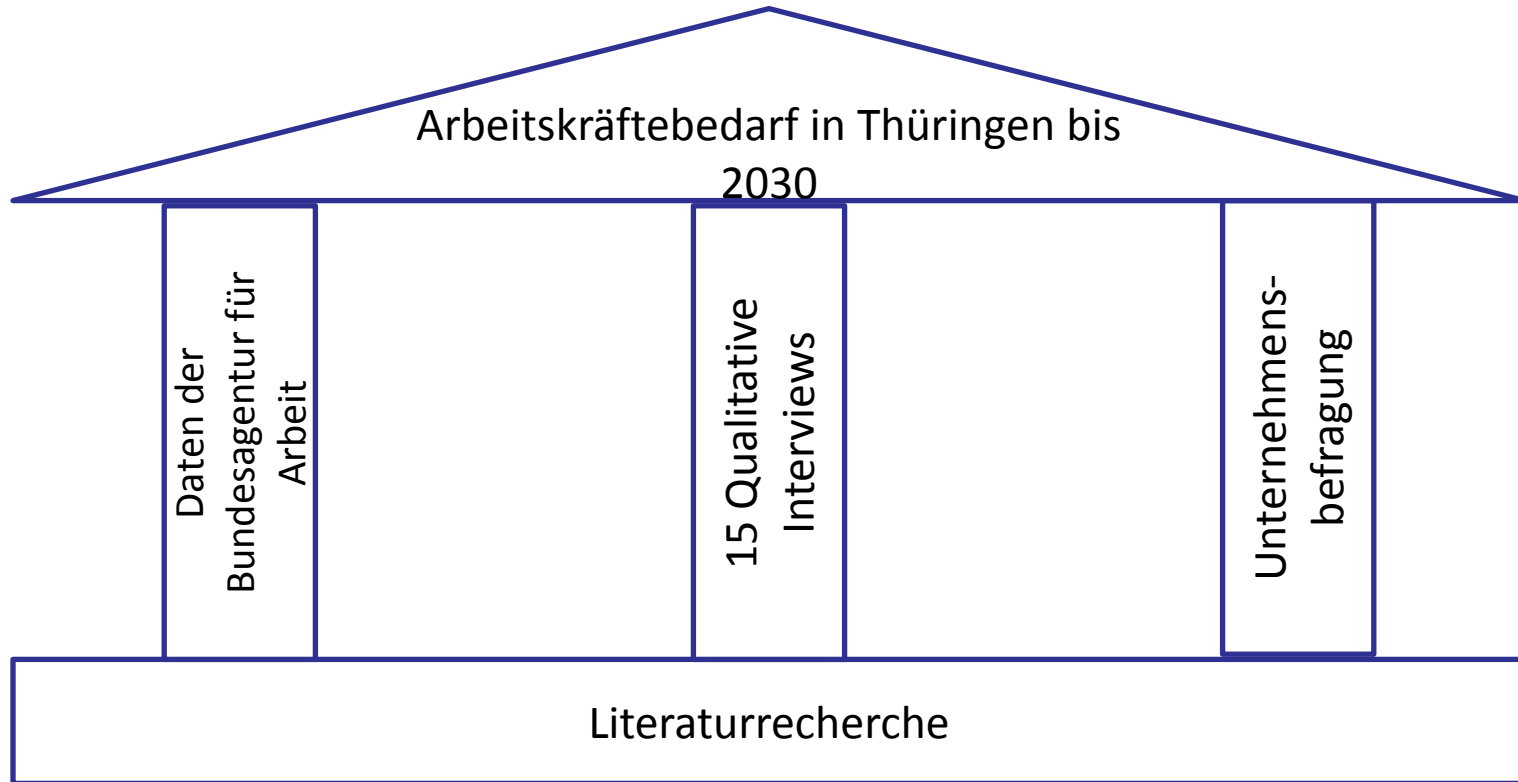 Arbeitskräftebedarf in Thüringen bis
2030
Daten der
Bundesagentur für
Arbeit
15 Qualitative
Interviews
Unternehmens-
befragung
Literaturrecherche